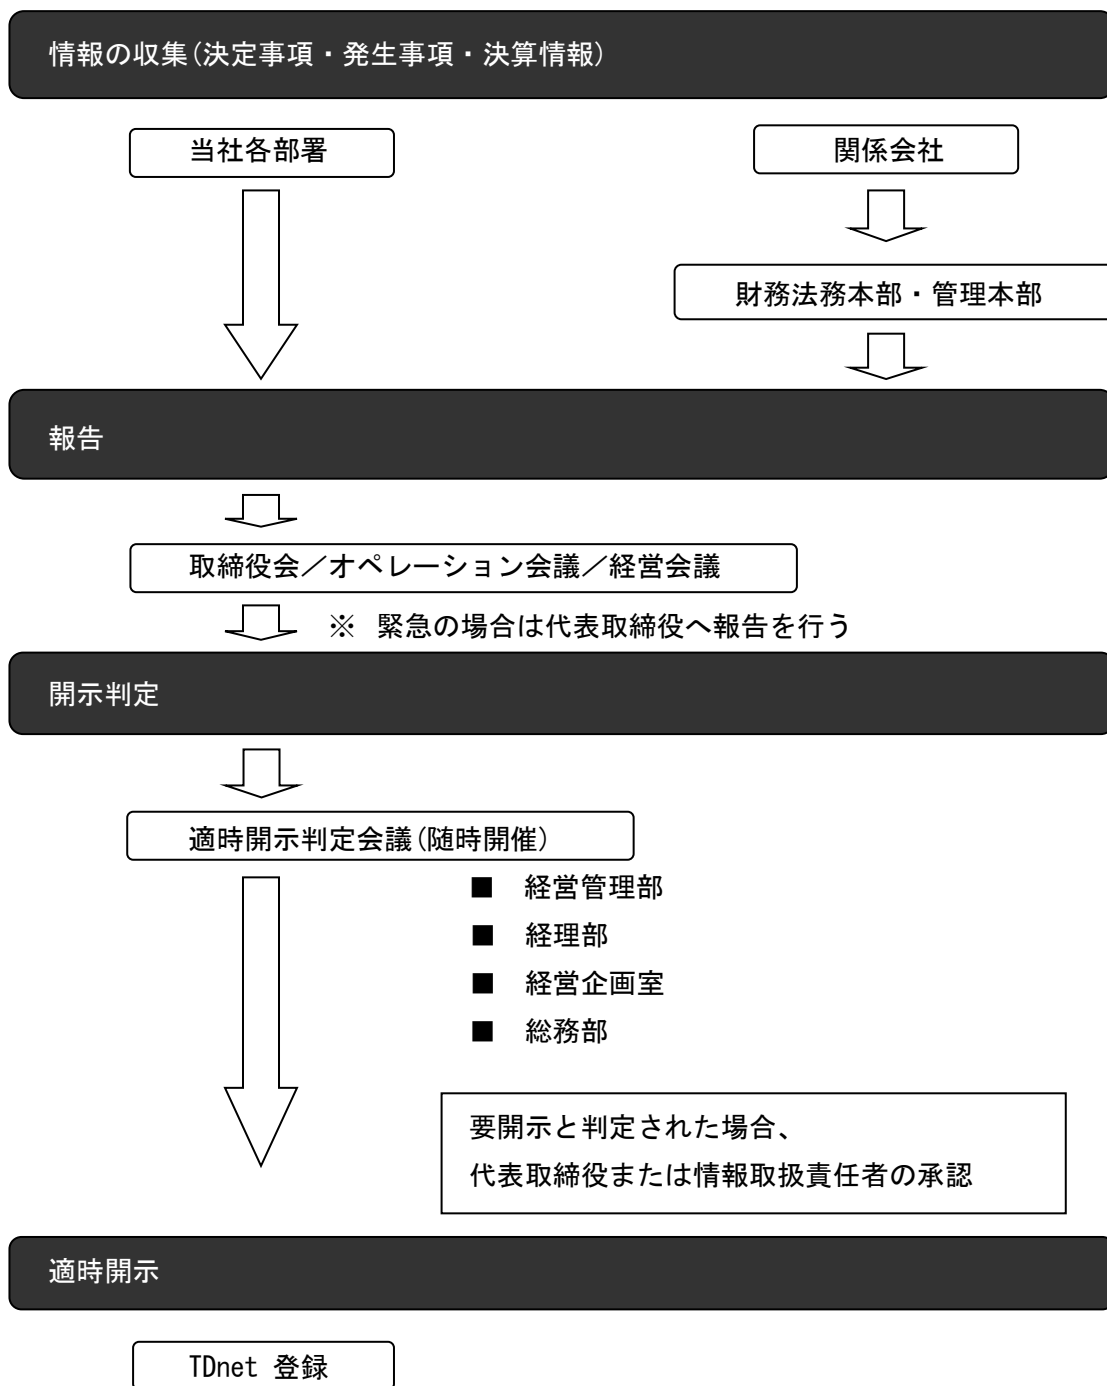 情報の収集(決定事項・発生事項・決算情報)
当社各部署
関係会社
財務法務本部・管理本部
報告
取締役会/オペレーション会議/経営会議
※ 緊急の場合は代表取締役へ報告を行う
開示判定
適時開示判定会議(随時開催)
■ 経営管理部
■ 経理部
■ 経営企画室
■ 総務部
要開示と判定された場合、
代表取締役または情報取扱責任者の承認
適時開示
TDnet 登録